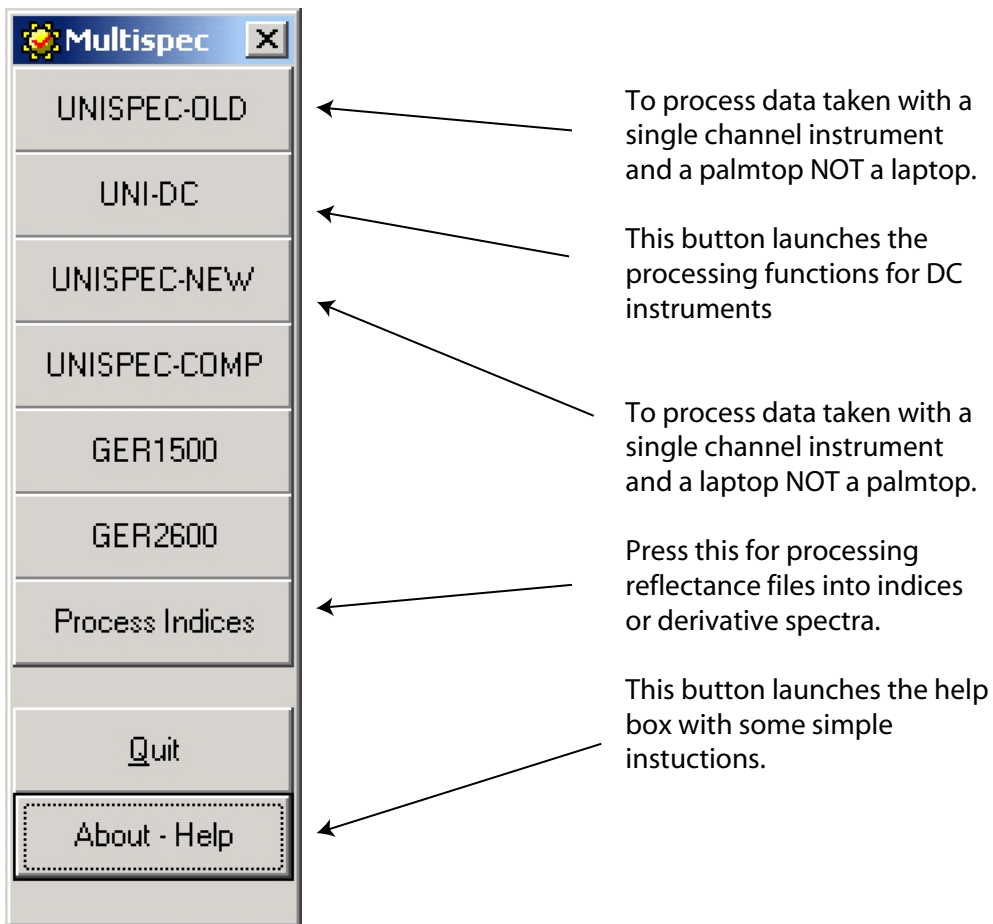 Multispec
UNISPEC-OLD
UNI-DC
UNISPEC-NEW
UNISPEC-COMP
GER1500
GER2600
Process Indices
Quit
About - Help
To process data taken with a
single channel instrument
and a palmtop NOT a laptop.
This button launches the
processing functions for DC
instruments
To process data taken with a
single channel instrument
and a laptop NOT a palmtop.
Press this for processing
reflectance files into indices
or derivative spectra.
This button launches the help
box with some simple
instuctions.